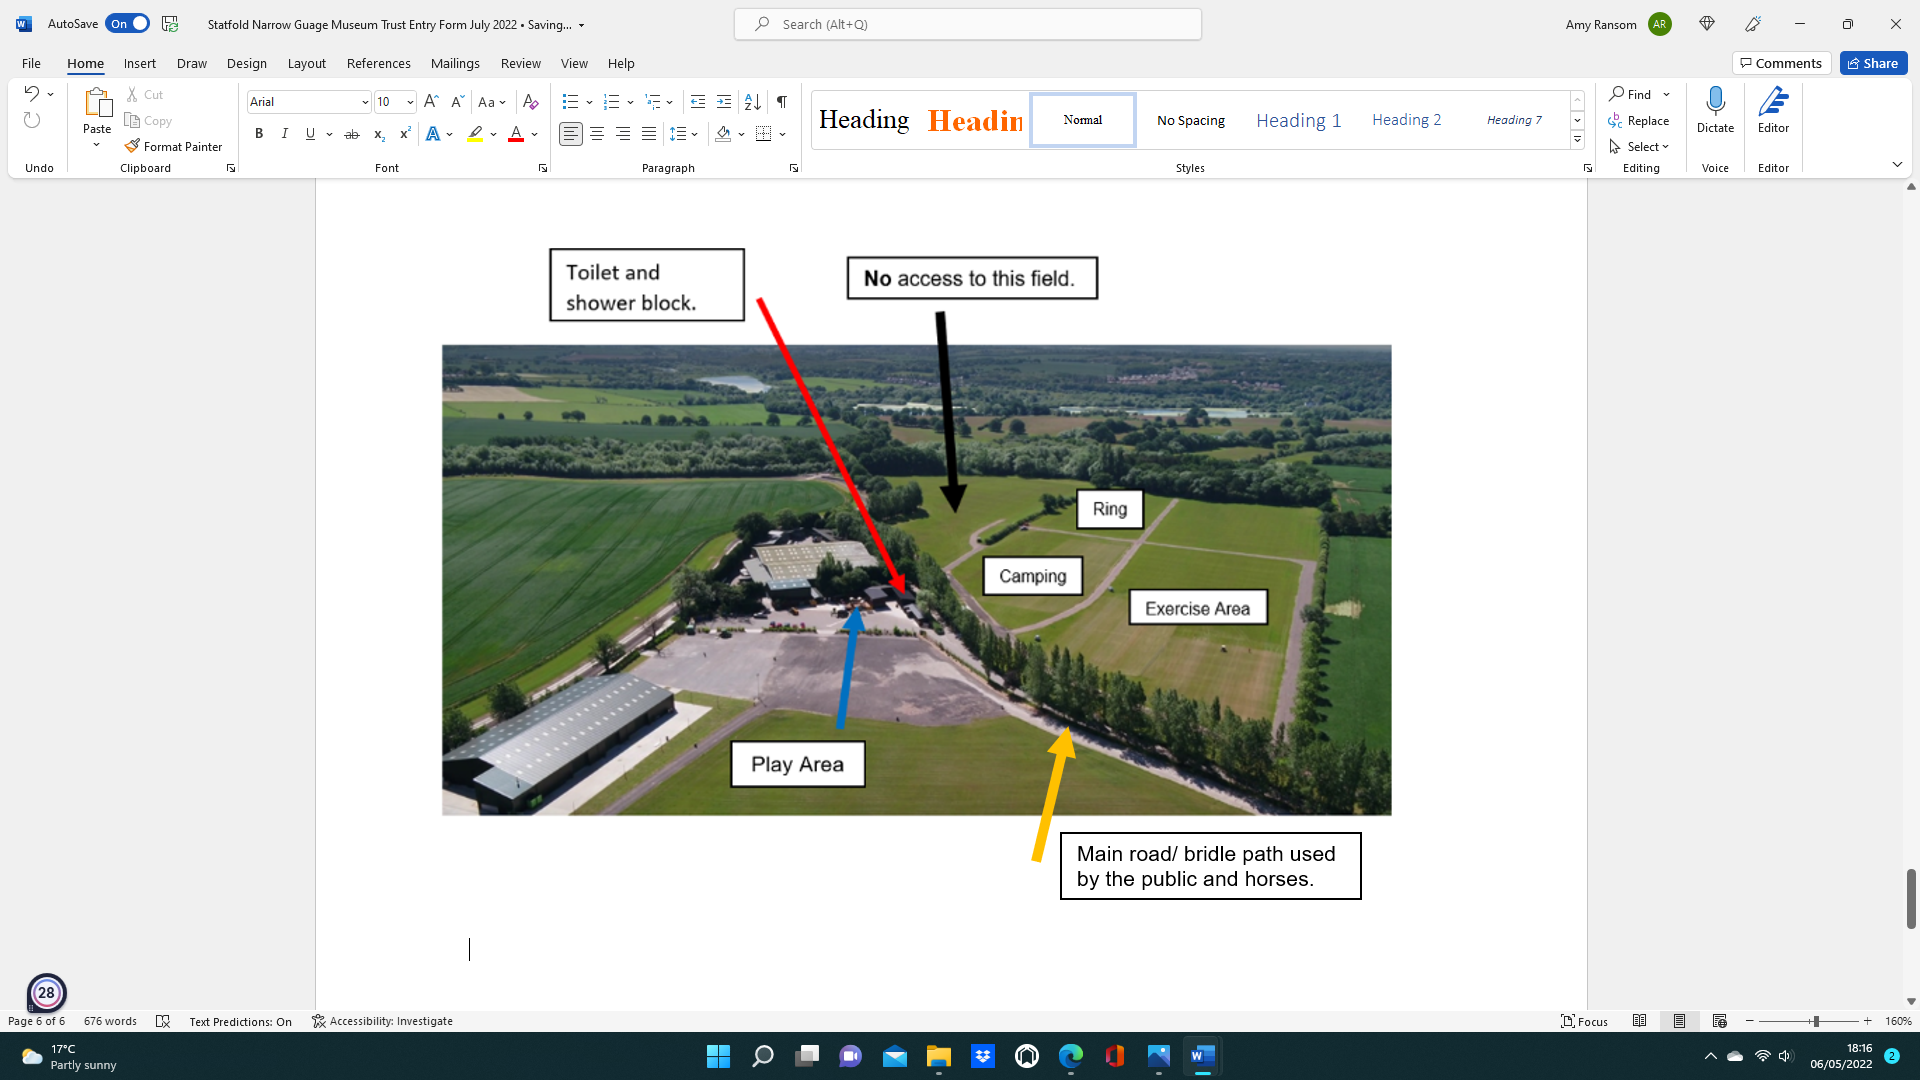 AutoSave On Statfold Narrow Guage Museum Trust Entry Form July 2022 • Saving... Search (Alt+Q) Amy Ransom AR
File Home Insert Draw Design Layout References Mailings Review View Help Comments Share
Undo
Paste
Cut
Copy
Format Painter
Clipboard
Arial 10
Aa
B I U ab x₂ x² A A
Font
Paragraph
Heading Headin Normal No Spacing Heading 1 Heading 2 Heading 7
Styles
Find
Replace
Select
Editing
Dictate
Voice
Editor
Editor
Toilet and
shower block.
No access to this field.
Ring
Camping
Exercise Area
Play Area
Main road/ bridle path used
by the public and horses.
28
Page 6 of 6 676 words Text Predictions: On Accessibility: Investigate Focus 160%
17°C
Partly sunny
18:16
06/05/2022
2